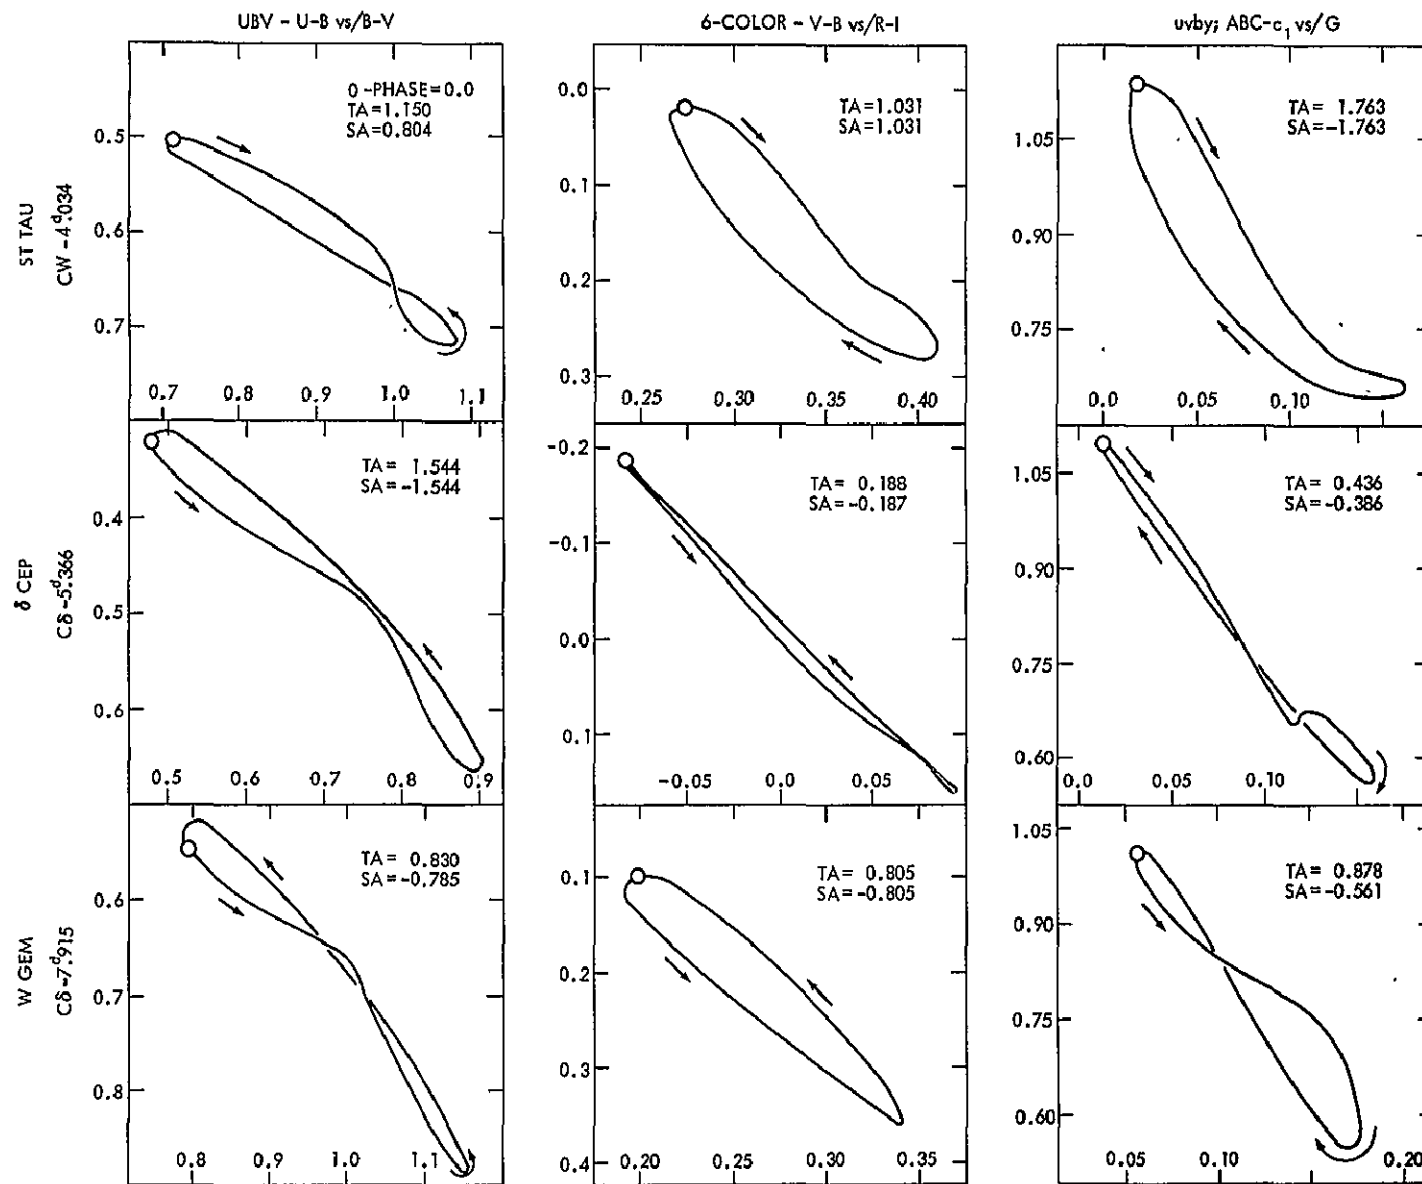 UBV - U-B vs/B-V
6-COLOR - V-B/R-I
uvby; ABC-c₁ vs/G
ST TAU
CW -4ᵈ.034
0.5
0.6
0.7
0-PHASE=0.0
TA=1.150
SA=0.804
0.7 0.8 0.9 1.0 1.1
0.0
0.1
0.2
0.3
TA=1.031
SA=1.031
0.25 0.30 0.35 0.40
1.05
0.90
0.75
TA= 1.763
SA=-1.763
0.0 0.05 0.10
δ CEP
Cδ-5ᵈ.366
0.4
0.5
0.6
TA= 1.544
SA=-1.544
0.5 0.6 0.7 0.8 0.9
-0.2
-0.1
0.0
0.1
TA= 0.188
SA=-0.187
-0.05 0.0 0.05
1.05
0.90
0.75
0.60
TA= 0.436
SA=-0.386
0.0 0.05 0.10
W GEM
Cδ-7ᵈ.915
0.6
0.7
0.8
TA= 0.830
SA=-0.785
0.8 0.9 1.0 1.1
0.1
0.2
0.3
0.4
TA= 0.805
SA=-0.805
0.20 0.25 0.30 0.35
1.05
0.90
0.75
0.60
TA= 0.878
SA=-0.561
0.05 0.10 0.20